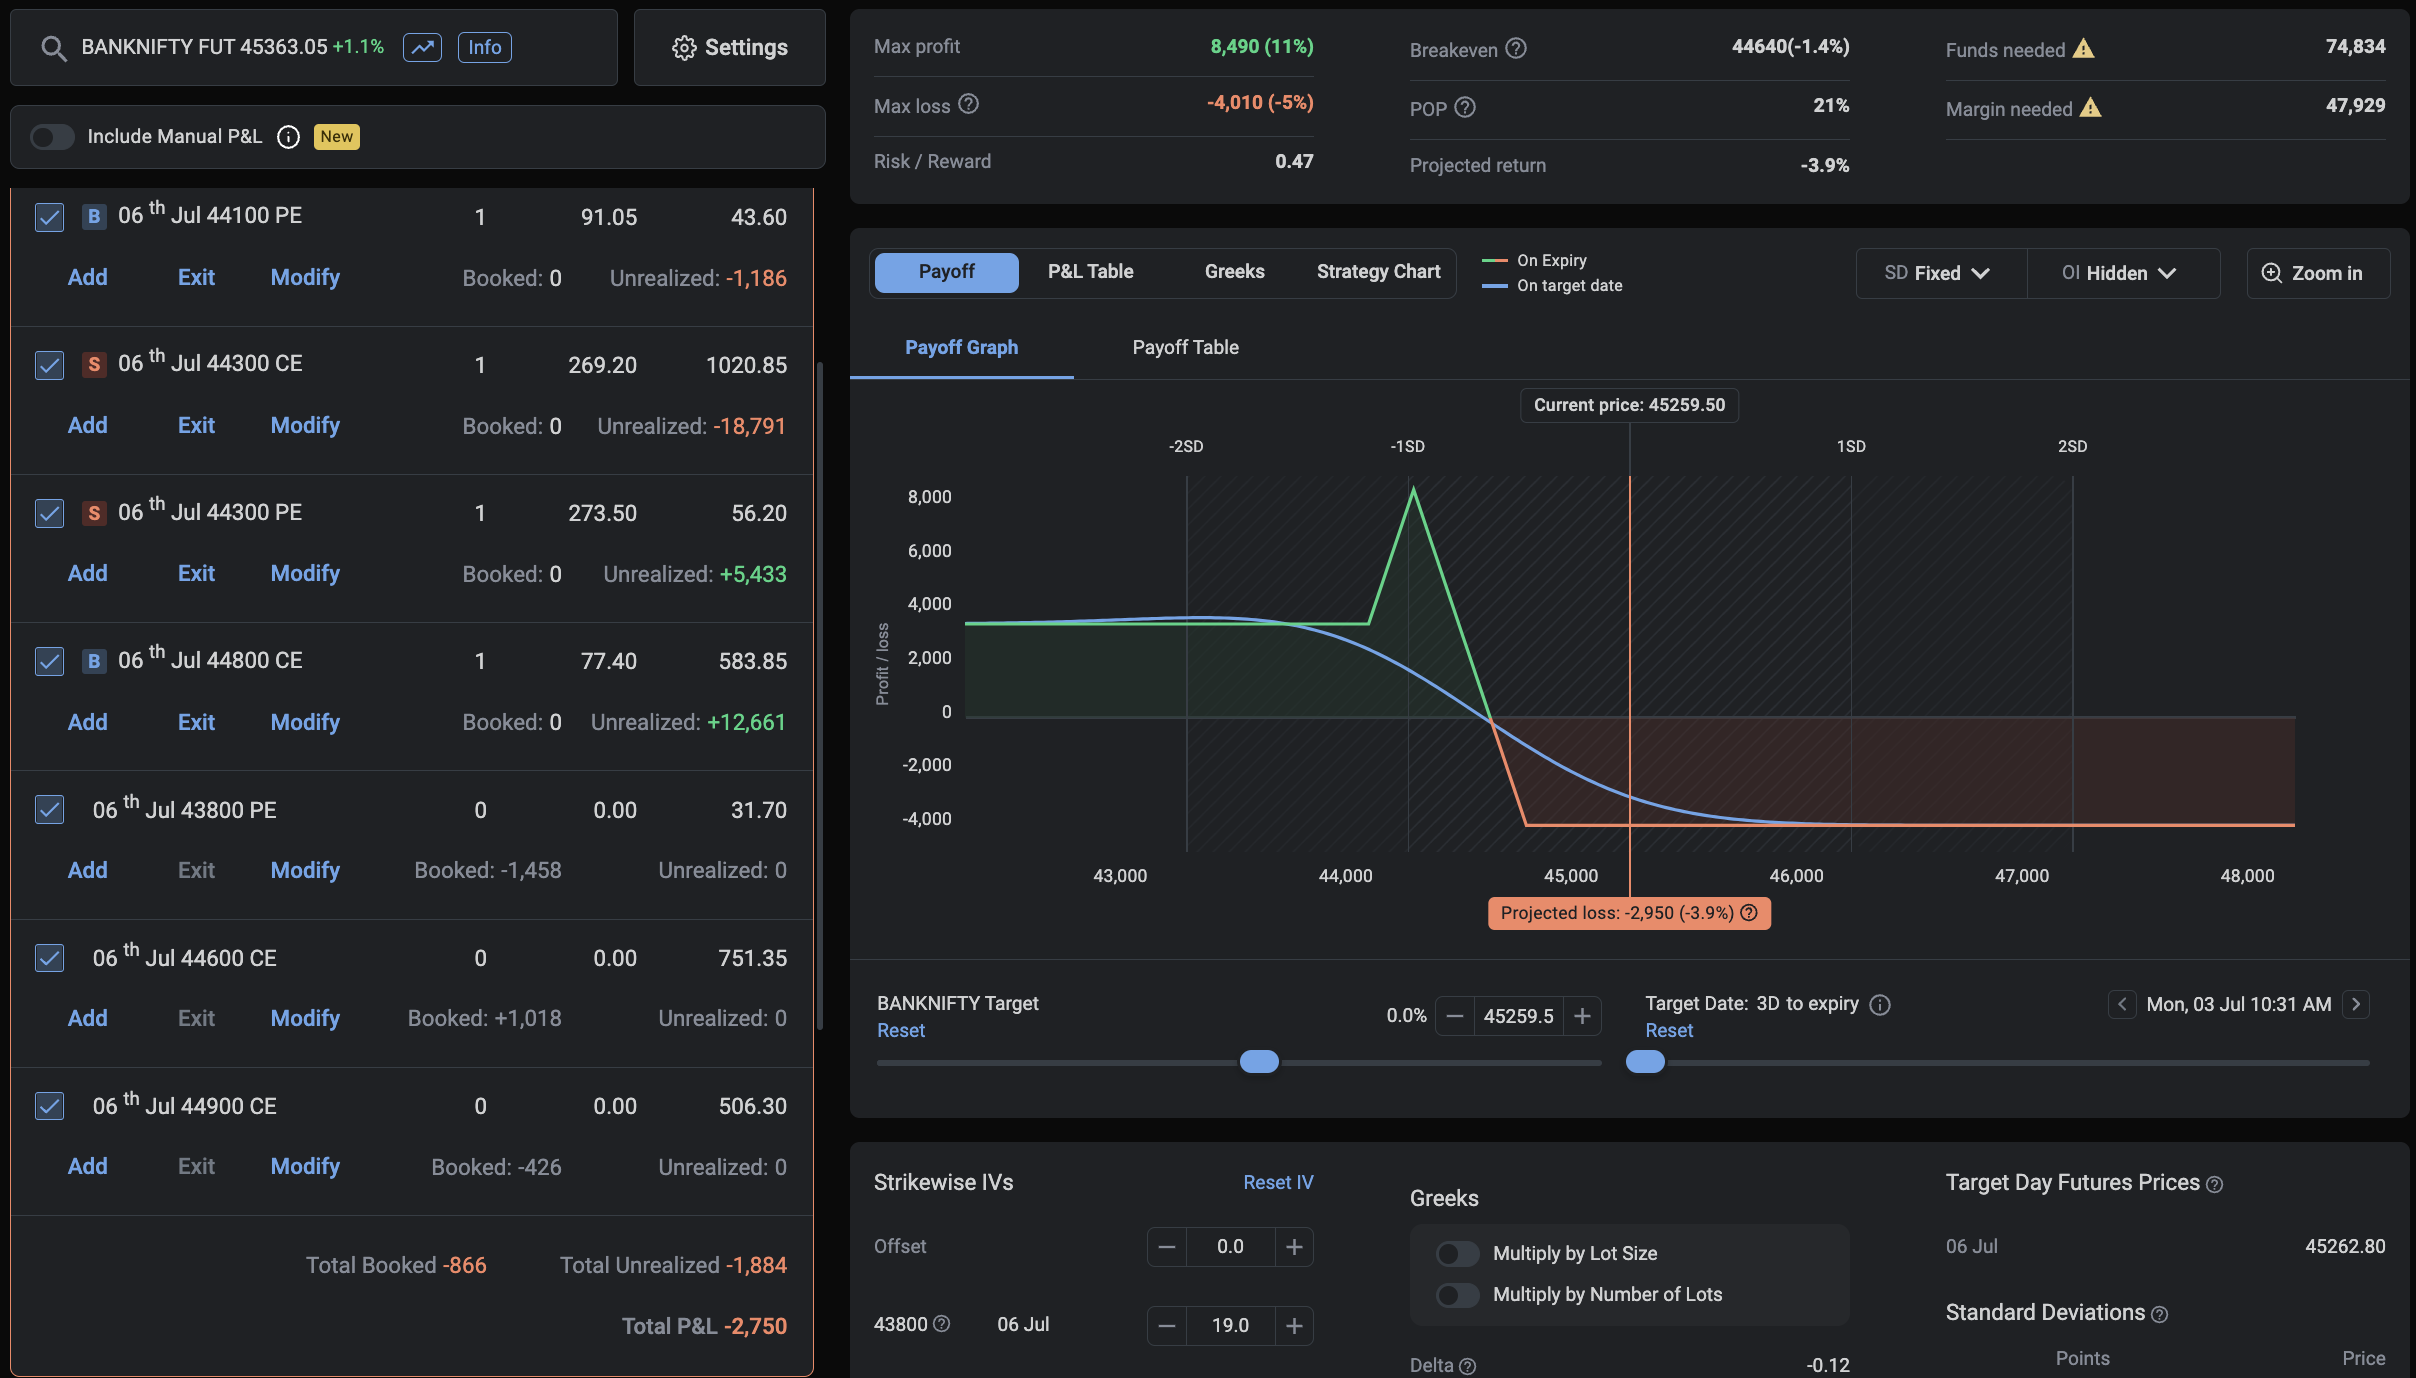 BANKNIFTY FUT 45363.05 +1.1% Info
Settings
Include Manual P&L New
B 06 th Jul 44100 PE 1 91.05 43.60
Add Exit Modify Booked: 0 Unrealized: -1,186
S 06 th Jul 44300 CE 1 269.20 1020.85
Add Exit Modify Booked: 0 Unrealized: -18,791
S 06 th Jul 44300 PE 1 273.50 56.20
Add Exit Modify Booked: 0 Unrealized: +5,433
B 06 th Jul 44800 CE 1 77.40 583.85
Add Exit Modify Booked: 0 Unrealized: +12,661
06 th Jul 43800 PE 0 0.00 31.70
Add Exit Modify Booked: -1,458 Unrealized: 0
06 th Jul 44600 CE 0 0.00 751.35
Add Exit Modify Booked: +1,018 Unrealized: 0
06 th Jul 44900 CE 0 0.00 506.30
Add Exit Modify Booked: -426 Unrealized: 0
Total Booked -866 Total Unrealized -1,884
Total P&L -2,750
Max profit 8,490 (11%)
Max loss -4,010 (-5%)
Risk / Reward 0.47
Breakeven 44640(-1.4%)
POP 21%
Projected return -3.9%
Funds needed 74,834
Margin needed 47,929
Payoff P&L Table Greeks Strategy Chart
On Expiry
On target date
SD Fixed OI Hidden Zoom in
Payoff Graph Payoff Table
Current price: 45259.50
-2SD -1SD 1SD 2SD
Profit / loss
8,000
6,000
4,000
2,000
0
-2,000
-4,000
43,000 44,000 45,000 46,000 47,000 48,000
Projected loss: -2,950 (-3.9%)
BANKNIFTY Target
Reset
0.0% 45259.5
Target Date: 3D to expiry
Reset
Mon, 03 Jul 10:31 AM
Strikewise IVs Reset IV
Offset 0.0
43800 06 Jul 19.0
Greeks
Multiply by Lot Size
Multiply by Number of Lots
Delta -0.12
Target Day Futures Prices
06 Jul 45262.80
Standard Deviations
Points Price